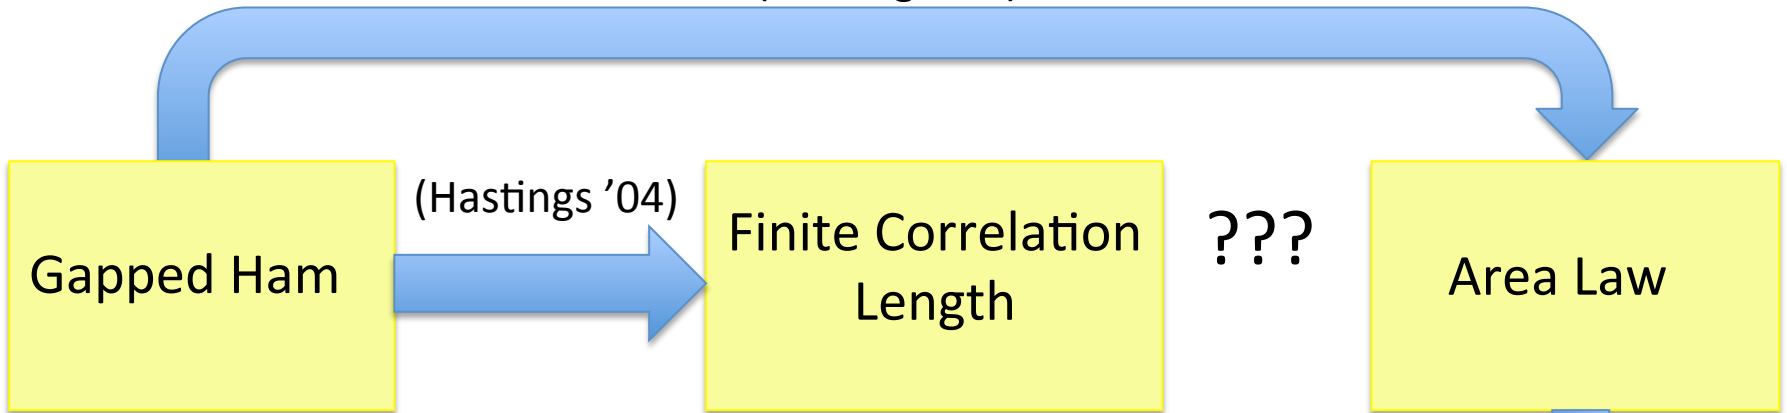 (Hastings ’04)
Gapped Ham
Finite Correlation
Length
???
Area Law